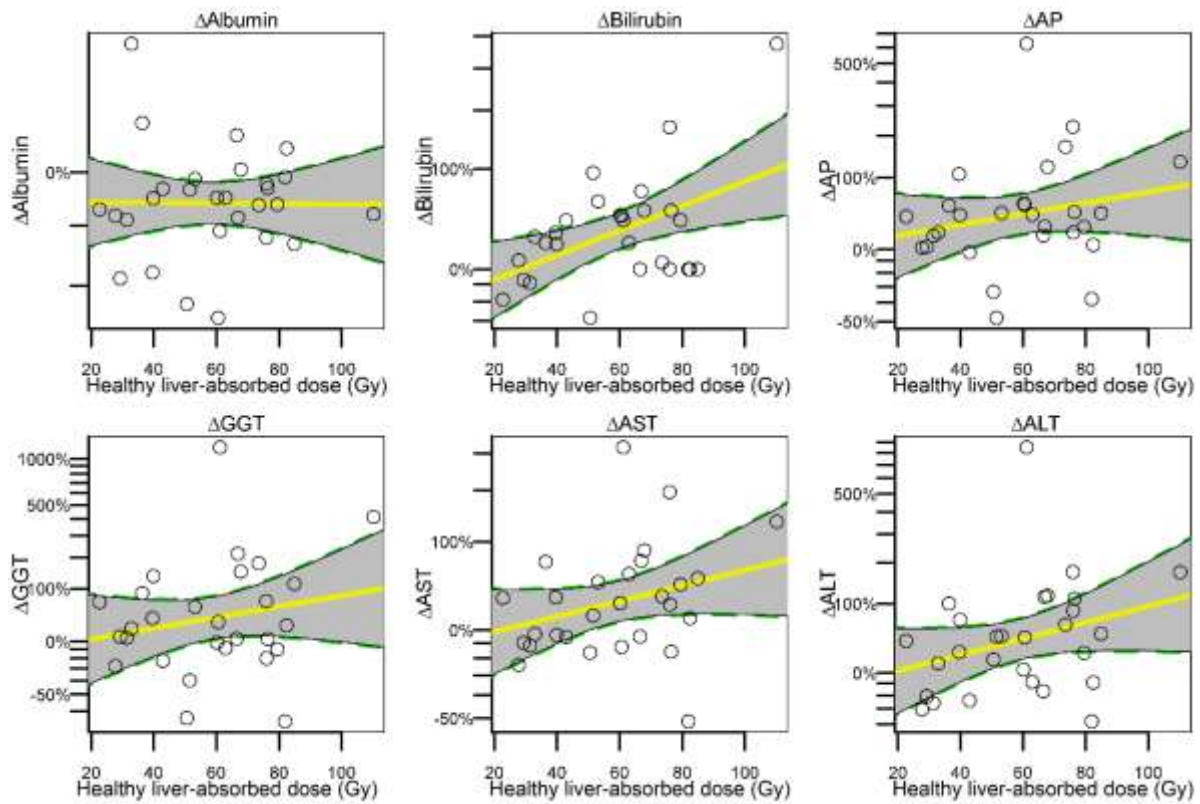 ΔAlbumin
ΔAlbumin
0%
20 40 60 80 100
Healthy liver-absorbed dose (Gy)
ΔBilirubin
ΔBilirubin
100%
0%
20 40 60 80 100
Healthy liver-absorbed dose (Gy)
ΔAP
ΔAP
500%
100%
0%
-50%
20 40 60 80 100
Healthy liver-absorbed dose (Gy)
ΔGGT
ΔGGT
1000%
500%
100%
0%
-50%
20 40 60 80 100
Healthy liver-absorbed dose (Gy)
ΔAST
ΔAST
100%
0%
-50%
20 40 60 80 100
Healthy liver-absorbed dose (Gy)
ΔALT
ΔALT
500%
100%
0%
20 40 60 80 100
Healthy liver-absorbed dose (Gy)